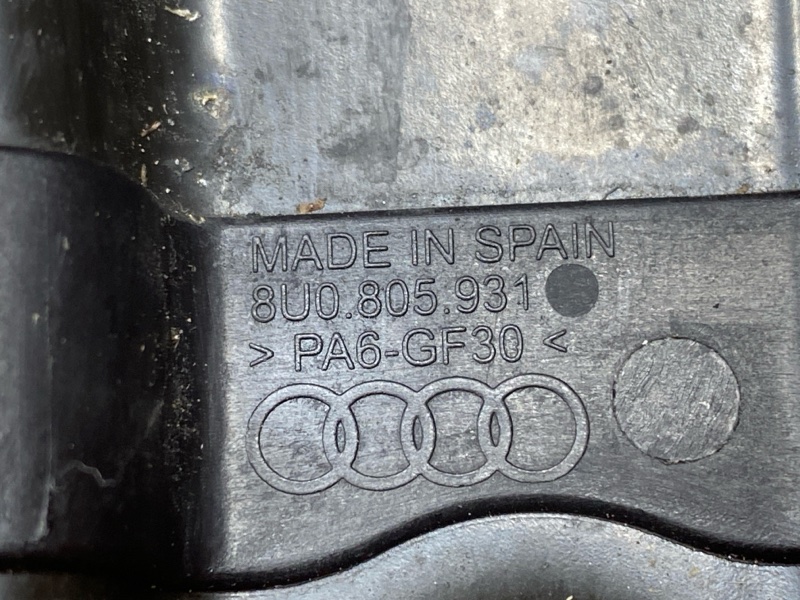 MADE IN SPAIN
8U0.805.931
> PA6-GF30 <